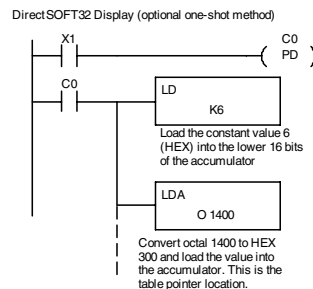 DirectSOFT32 Display (optional one-shot method)
X1
C0
PD
C0
LD
K6
Load the constant value 6
(HEX) into the lower 16 bits
of the accumulator
LDA
O 1400
Convert octal 1400 to HEX
300 and load the value into
the accumulator. This is the
table pointer location.